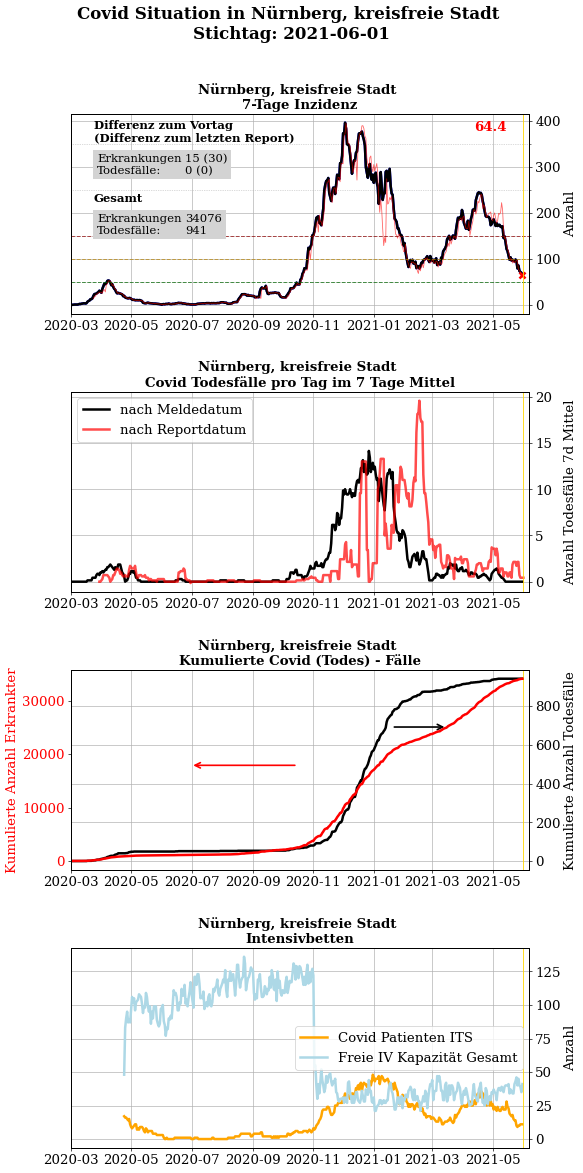 Covid Situation in Nürnberg, kreisfreie Stadt
Stichtag: 2021-06-01
Nürnberg, kreisfreie Stadt
7-Tage Inzidenz
Differenz zum Vortag
(Differenz zum letzten Report)
Erkrankungen 15 (30)
Todesfälle: 0 (0)
Gesamt
Erkrankungen 34076
Todesfälle: 941
64.4
400
300
200
100
0
Anzahl
2020-03 2020-05 2020-07 2020-09 2020-11 2021-01 2021-03 2021-05
Nürnberg, kreisfreie Stadt
Covid Todesfälle pro Tag im 7 Tage Mittel
nach Meldedatum
nach Reportdatum
20
15
10
5
0
Anzahl Todesfälle 7d Mittel
2020-03 2020-05 2020-07 2020-09 2020-11 2021-01 2021-03 2021-05
Nürnberg, kreisfreie Stadt
Kumulierte Covid (Todes) - Fälle
Kumulierte Anzahl Erkrankter
30000
20000
10000
0
800
600
400
200
0
Kumulierte Anzahl Todesfälle
2020-03 2020-05 2020-07 2020-09 2020-11 2021-01 2021-03 2021-05
Nürnberg, kreisfreie Stadt
Intensivbetten
Covid Patienten ITS
Freie IV Kapazität Gesamt
125
100
75
50
25
0
Anzahl
2020-03 2020-05 2020-07 2020-09 2020-11 2021-01 2021-03 2021-05